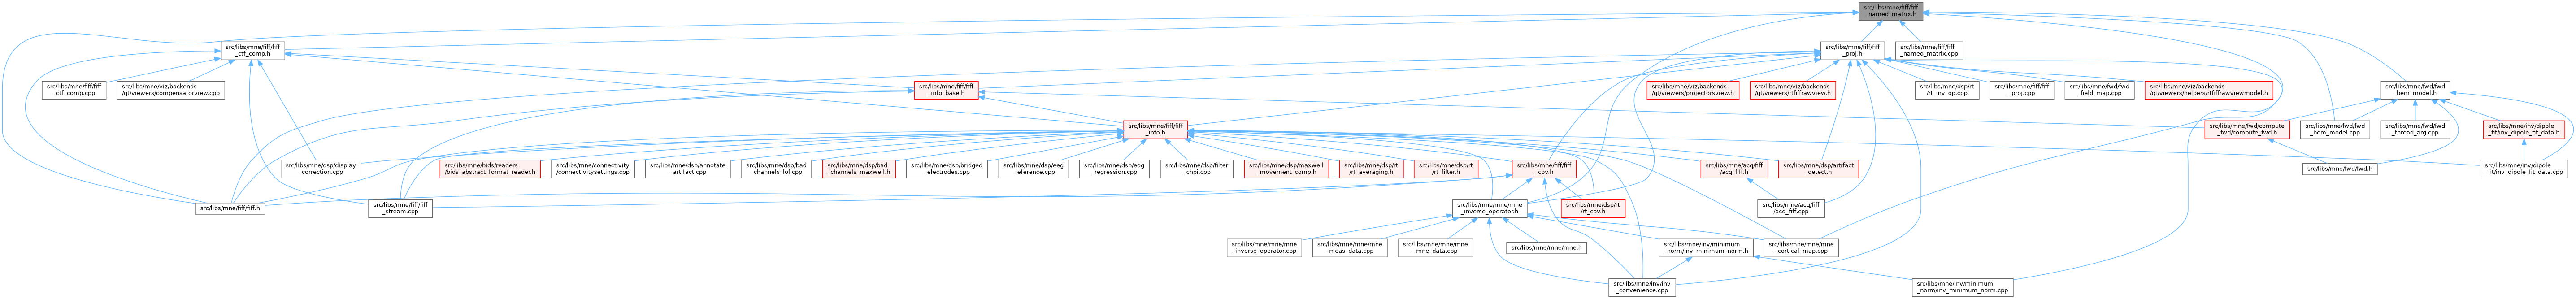 src/libs/mne/fiff/fiff
_named_matrix.h
src/libs/mne/fiff/fiff
_ctf_comp.h
src/libs/mne/fiff/fiff
_proj.h
src/libs/mne/fiff/fiff
_named_matrix.cpp
src/libs/mne/fiff/fiff
_ctf_comp.cpp
src/libs/mne/viz/backends
/qt/viewers/compensatorview.cpp
src/libs/mne/fiff/fiff
_info_base.h
src/libs/mne/viz/backends
/qt/viewers/projectorsview.h
src/libs/mne/viz/backends
/qt/viewers/rtfiffrawview.h
src/libs/mne/dsp/rt
/rt_inv_op.cpp
src/libs/mne/fiff/fiff
_proj.cpp
src/libs/mne/fwd/fwd
_field_map.cpp
src/libs/mne/viz/backends
/qt/viewers/helpers/rtfiffrawviewmodel.h
src/libs/mne/fwd/fwd
_bem_model.h
src/libs/mne/fiff/fiff
_info.h
src/libs/mne/fwd/compute
_fwd/compute_fwd.h
src/libs/mne/fwd/fwd
_bem_model.cpp
src/libs/mne/fwd/fwd
_thread_arg.cpp
src/libs/mne/inv/dipole
_fit/inv_dipole_fit_data.h
src/libs/mne/dsp/display
_correction.cpp
src/libs/mne/bids/readers
/bids_abstract_format_reader.h
src/libs/mne/connectivity
/connectivitysettings.cpp
src/libs/mne/dsp/annotate
_artifact.cpp
src/libs/mne/dsp/bad
_channels_lof.cpp
src/libs/mne/dsp/bad
_channels_maxwell.h
src/libs/mne/dsp/bridged
_electrodes.cpp
src/libs/mne/dsp/eeg
_reference.cpp
src/libs/mne/dsp/eog
_regression.cpp
src/libs/mne/dsp/filter
_chpi.cpp
src/libs/mne/dsp/maxwell
_movement_comp.h
src/libs/mne/dsp/rt
/rt_averaging.h
src/libs/mne/dsp/rt
/rt_filter.h
src/libs/mne/fiff/fiff
_cov.h
src/libs/mne/acq/fiff
/acq_fiff.h
src/libs/mne/dsp/artifact
_detect.h
src/libs/mne/fwd/fwd.h
src/libs/mne/inv/dipole
_fit/inv_dipole_fit_data.cpp
src/libs/mne/fiff/fiff.h
src/libs/mne/fiff/fiff
_stream.cpp
src/libs/mne/mne/mne
_inverse_operator.h
src/libs/mne/dsp/rt
/rt_cov.h
src/libs/mne/acq/fiff
/acq_fiff.cpp
src/libs/mne/mne/mne
_inverse_operator.cpp
src/libs/mne/mne/mne
_meas_data.cpp
src/libs/mne/mne/mne
_mne_data.cpp
src/libs/mne/mne/mne.h
src/libs/mne/inv/minimum
_norm/inv_minimum_norm.h
src/libs/mne/mne/mne
_cortical_map.cpp
src/libs/mne/inv/inv
_convenience.cpp
src/libs/mne/inv/minimum
_norm/inv_minimum_norm.cpp